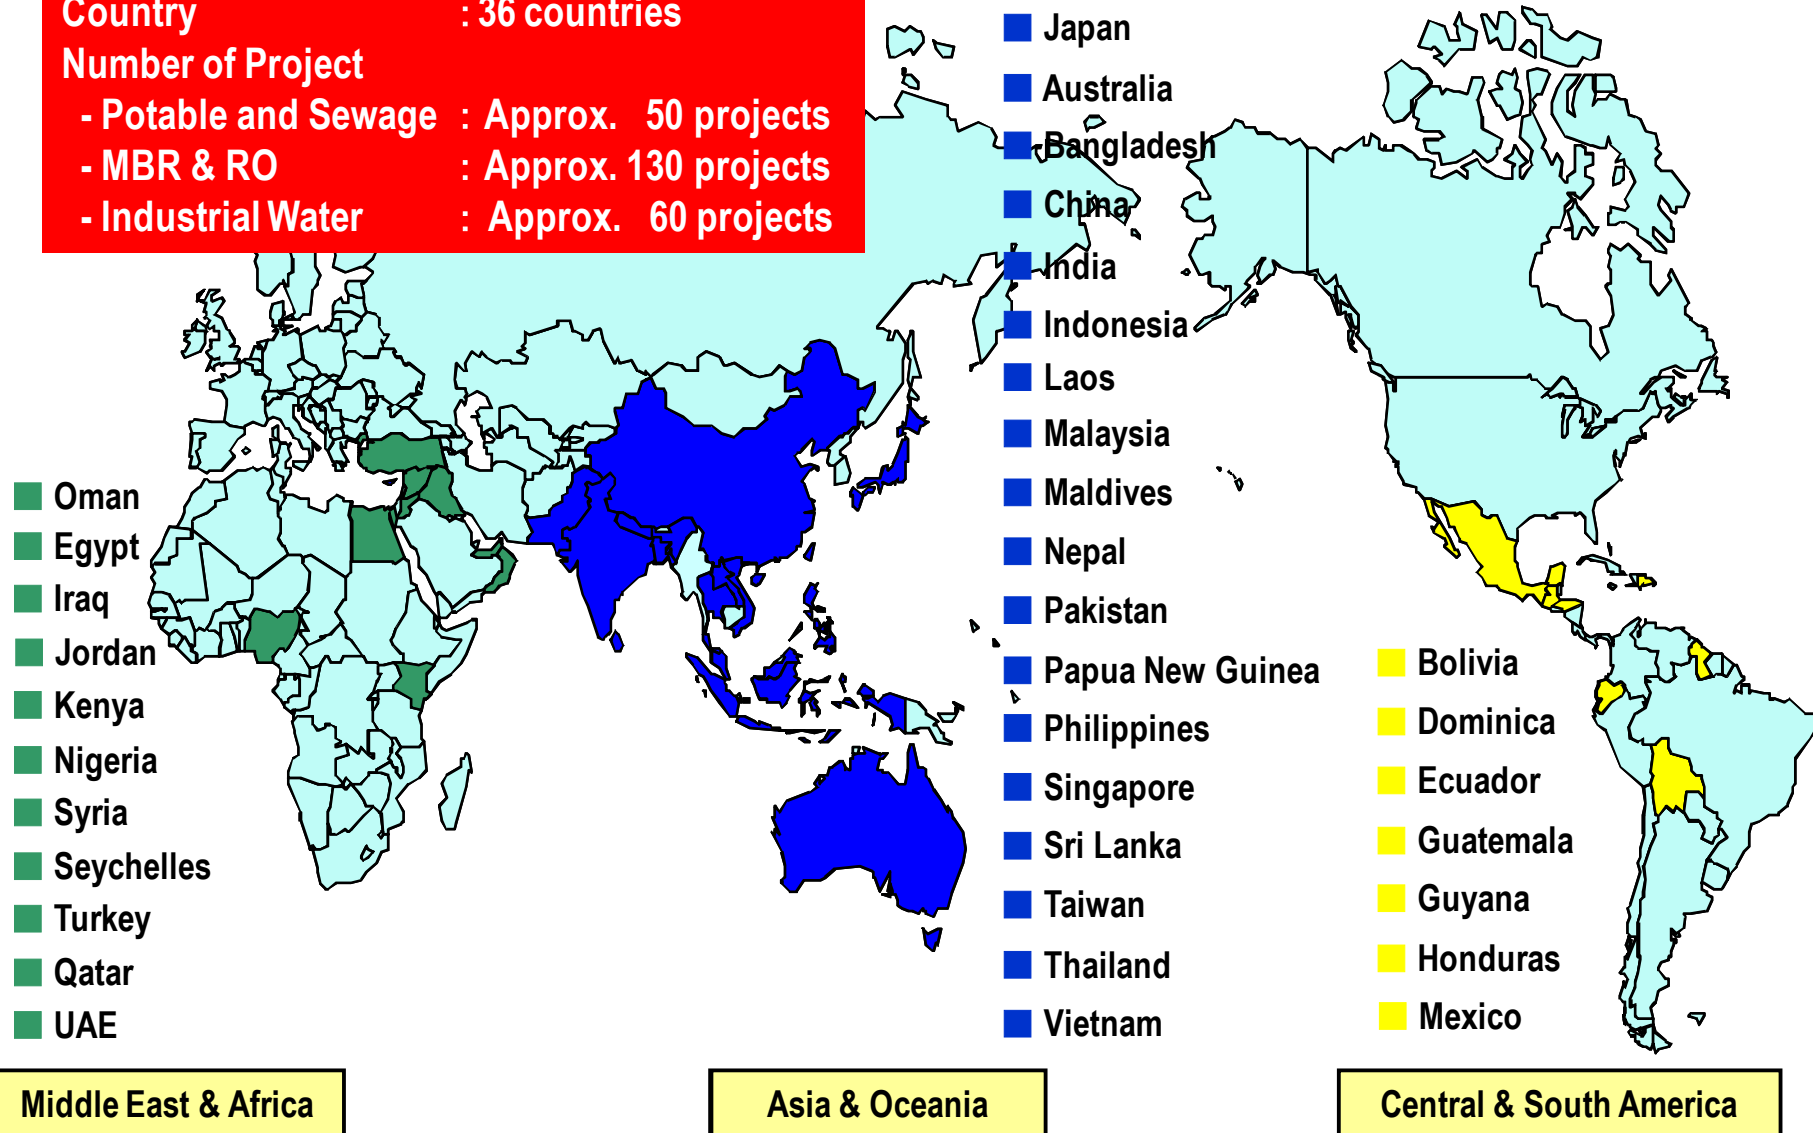 Country : 36 countries
Number of Project
- Potable and Sewage : Approx. 50 projects
- MBR & RO : Approx. 130 projects
- Industrial Water : Approx. 60 projects
Oman
Egypt
Iraq
Jordan
Kenya
Nigeria
Syria
Seychelles
Turkey
Qatar
UAE
Middle East & Africa
Japan
Australia
Bangladesh
China
India
Indonesia
Laos
Malaysia
Maldives
Nepal
Pakistan
Papua New Guinea
Philippines
Singapore
Sri Lanka
Taiwan
Thailand
Vietnam
Asia & Oceania
Bolivia
Dominica
Ecuador
Guatemala
Guyana
Honduras
Mexico
Central & South America